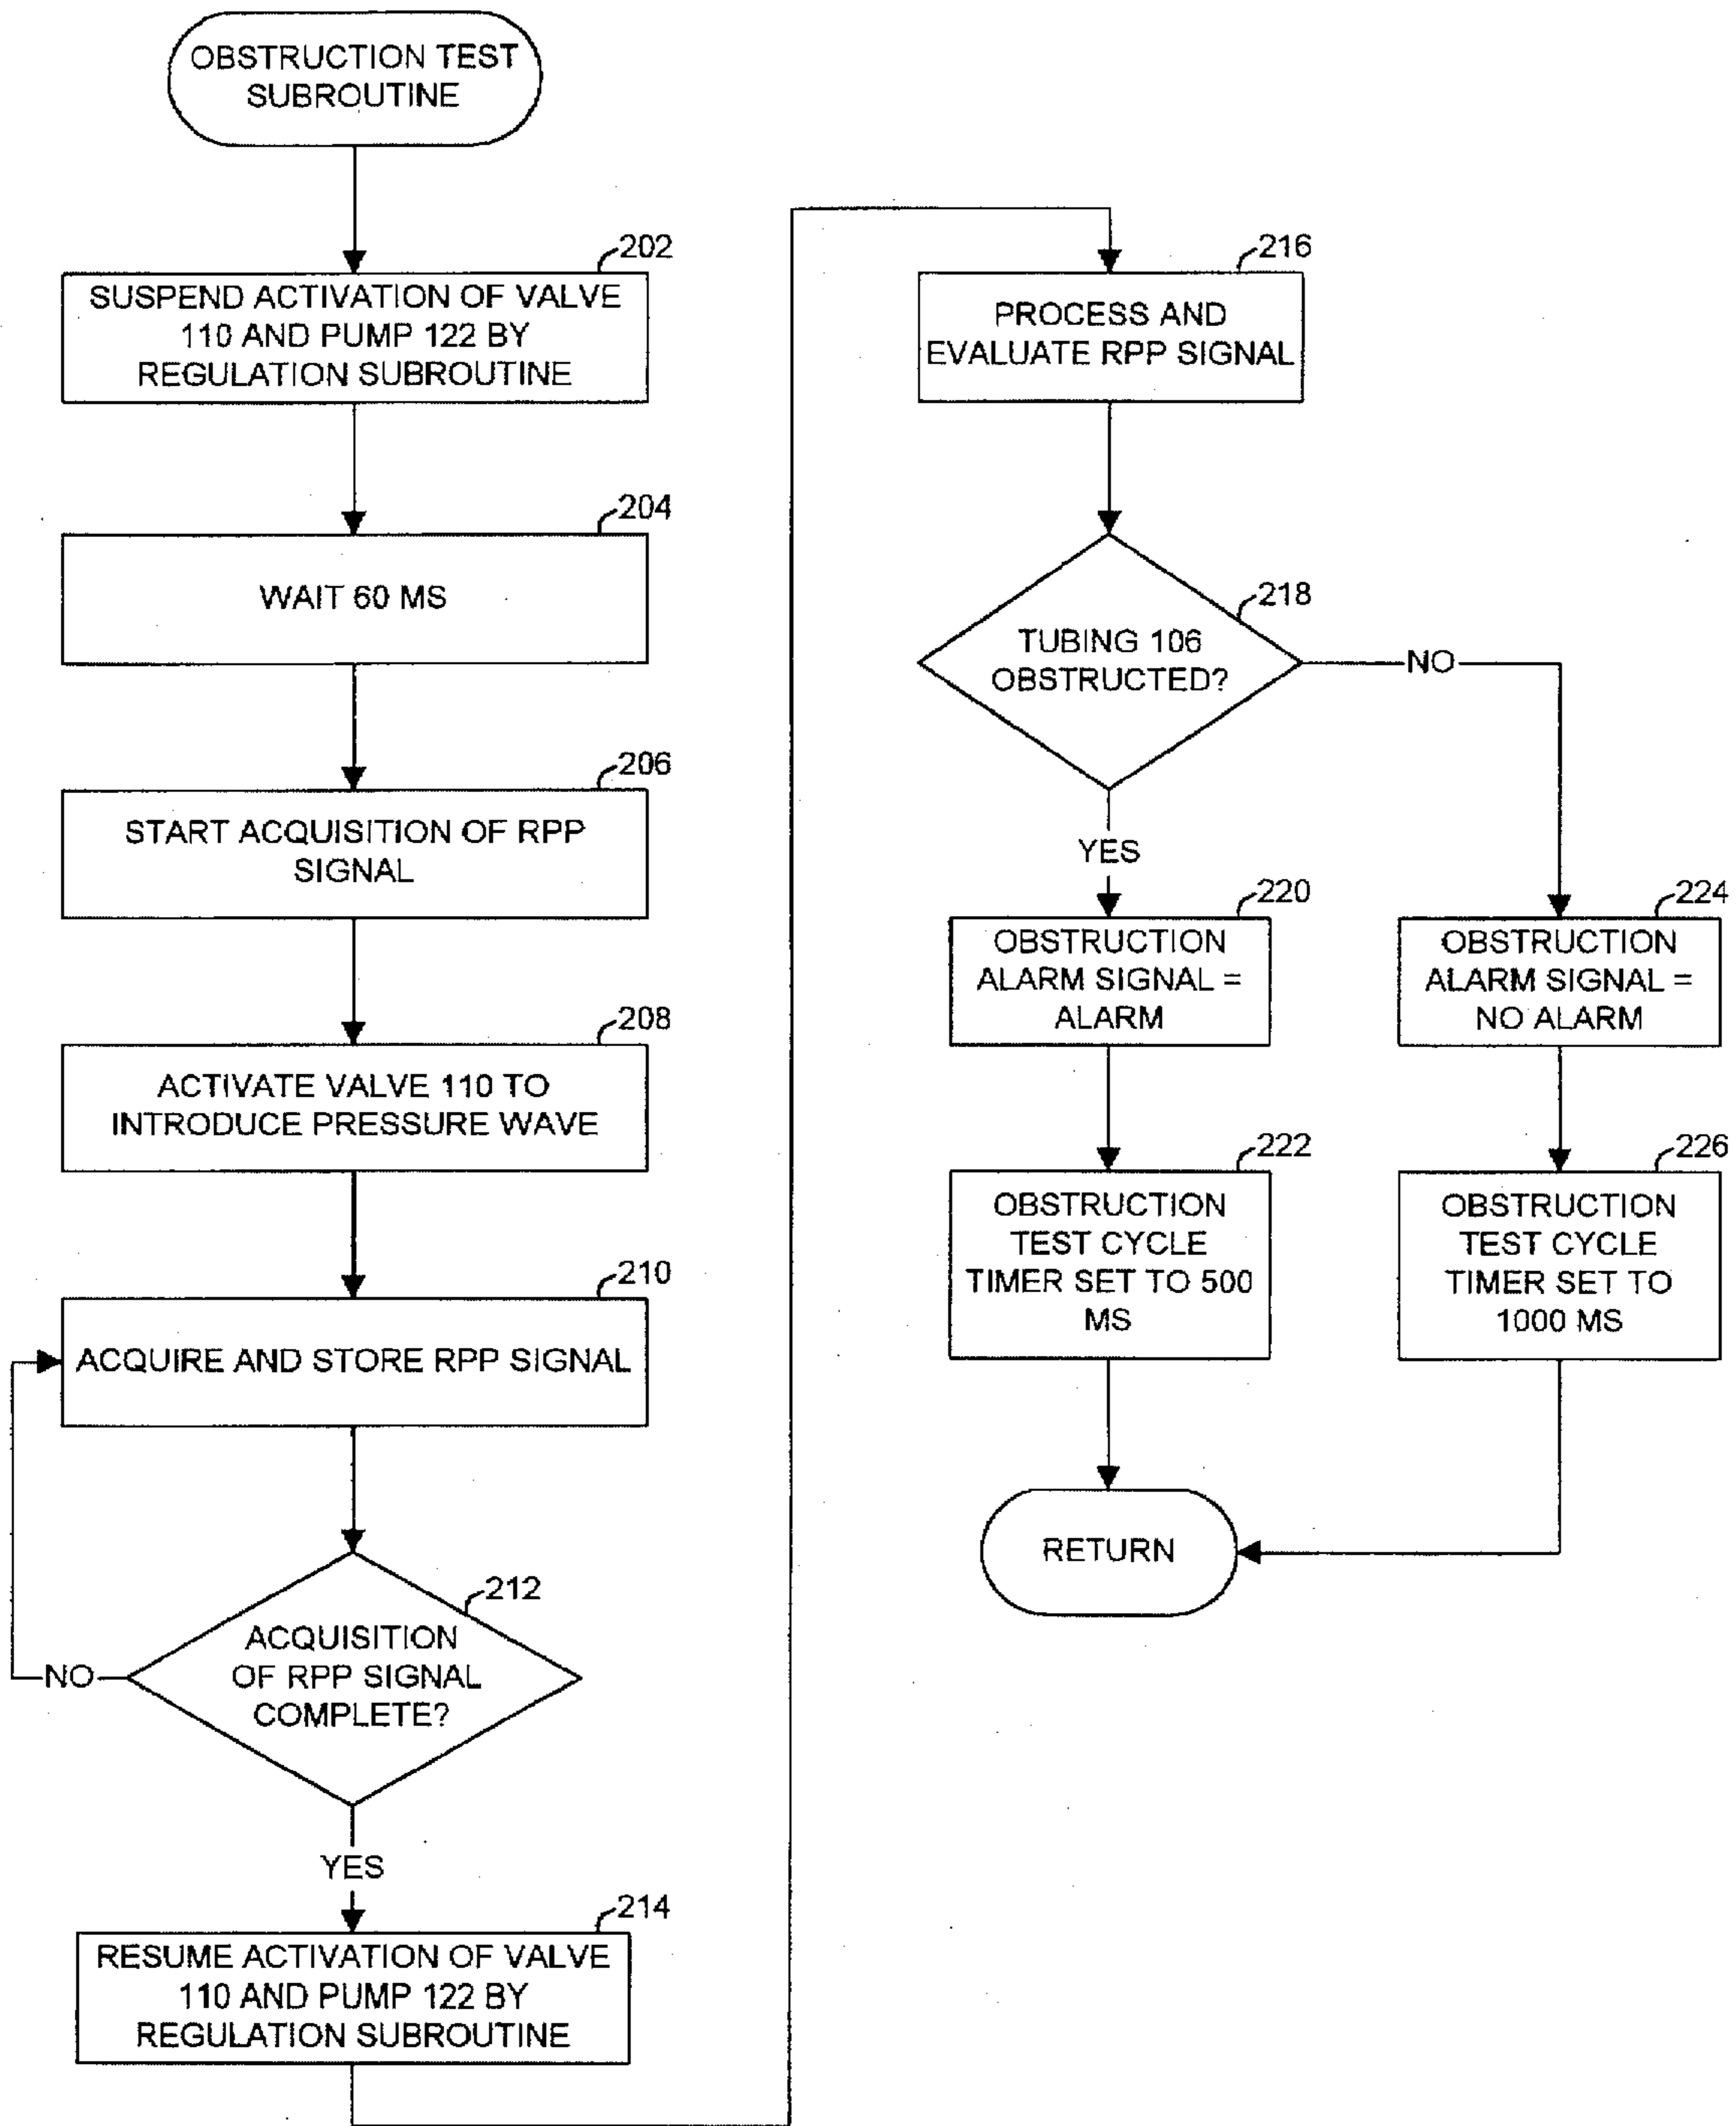 OBSTRUCTION TEST
SUBROUTINE
202
SUSPEND ACTIVATION OF VALVE
110 AND PUMP 122 BY
REGULATION SUBROUTINE
204
WAIT 60 MS
206
START ACQUISITION OF RPP
SIGNAL
208
ACTIVATE VALVE 110 TO
INTRODUCE PRESSURE WAVE
210
ACQUIRE AND STORE RPP SIGNAL
212
ACQUISITION
OF RPP SIGNAL
COMPLETE?
NO
YES
214
RESUME ACTIVATION OF VALVE
110 AND PUMP 122 BY
REGULATION SUBROUTINE
216
PROCESS AND
EVALUATE RPP SIGNAL
218
TUBING 106
OBSTRUCTED?
NO
YES
220
OBSTRUCTION
ALARM SIGNAL =
ALARM
222
OBSTRUCTION
TEST CYCLE
TIMER SET TO 500
MS
224
OBSTRUCTION
ALARM SIGNAL =
NO ALARM
226
OBSTRUCTION
TEST CYCLE
TIMER SET TO
1000 MS
RETURN